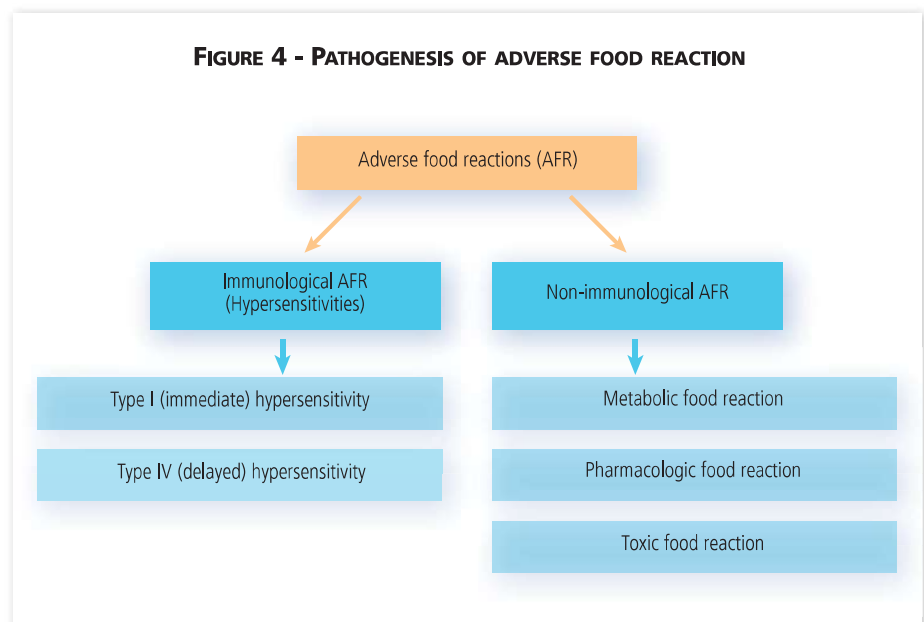 FIGURE 4 - PATHOGENESIS OF ADVERSE FOOD REACTION
Adverse food reactions (AFR)
Immunological AFR
(Hypersensitivities)
Non-immunological AFR
Type I (immediate) hypersensitivity
Type IV (delayed) hypersensitivity
Metabolic food reaction
Pharmacologic food reaction
Toxic food reaction